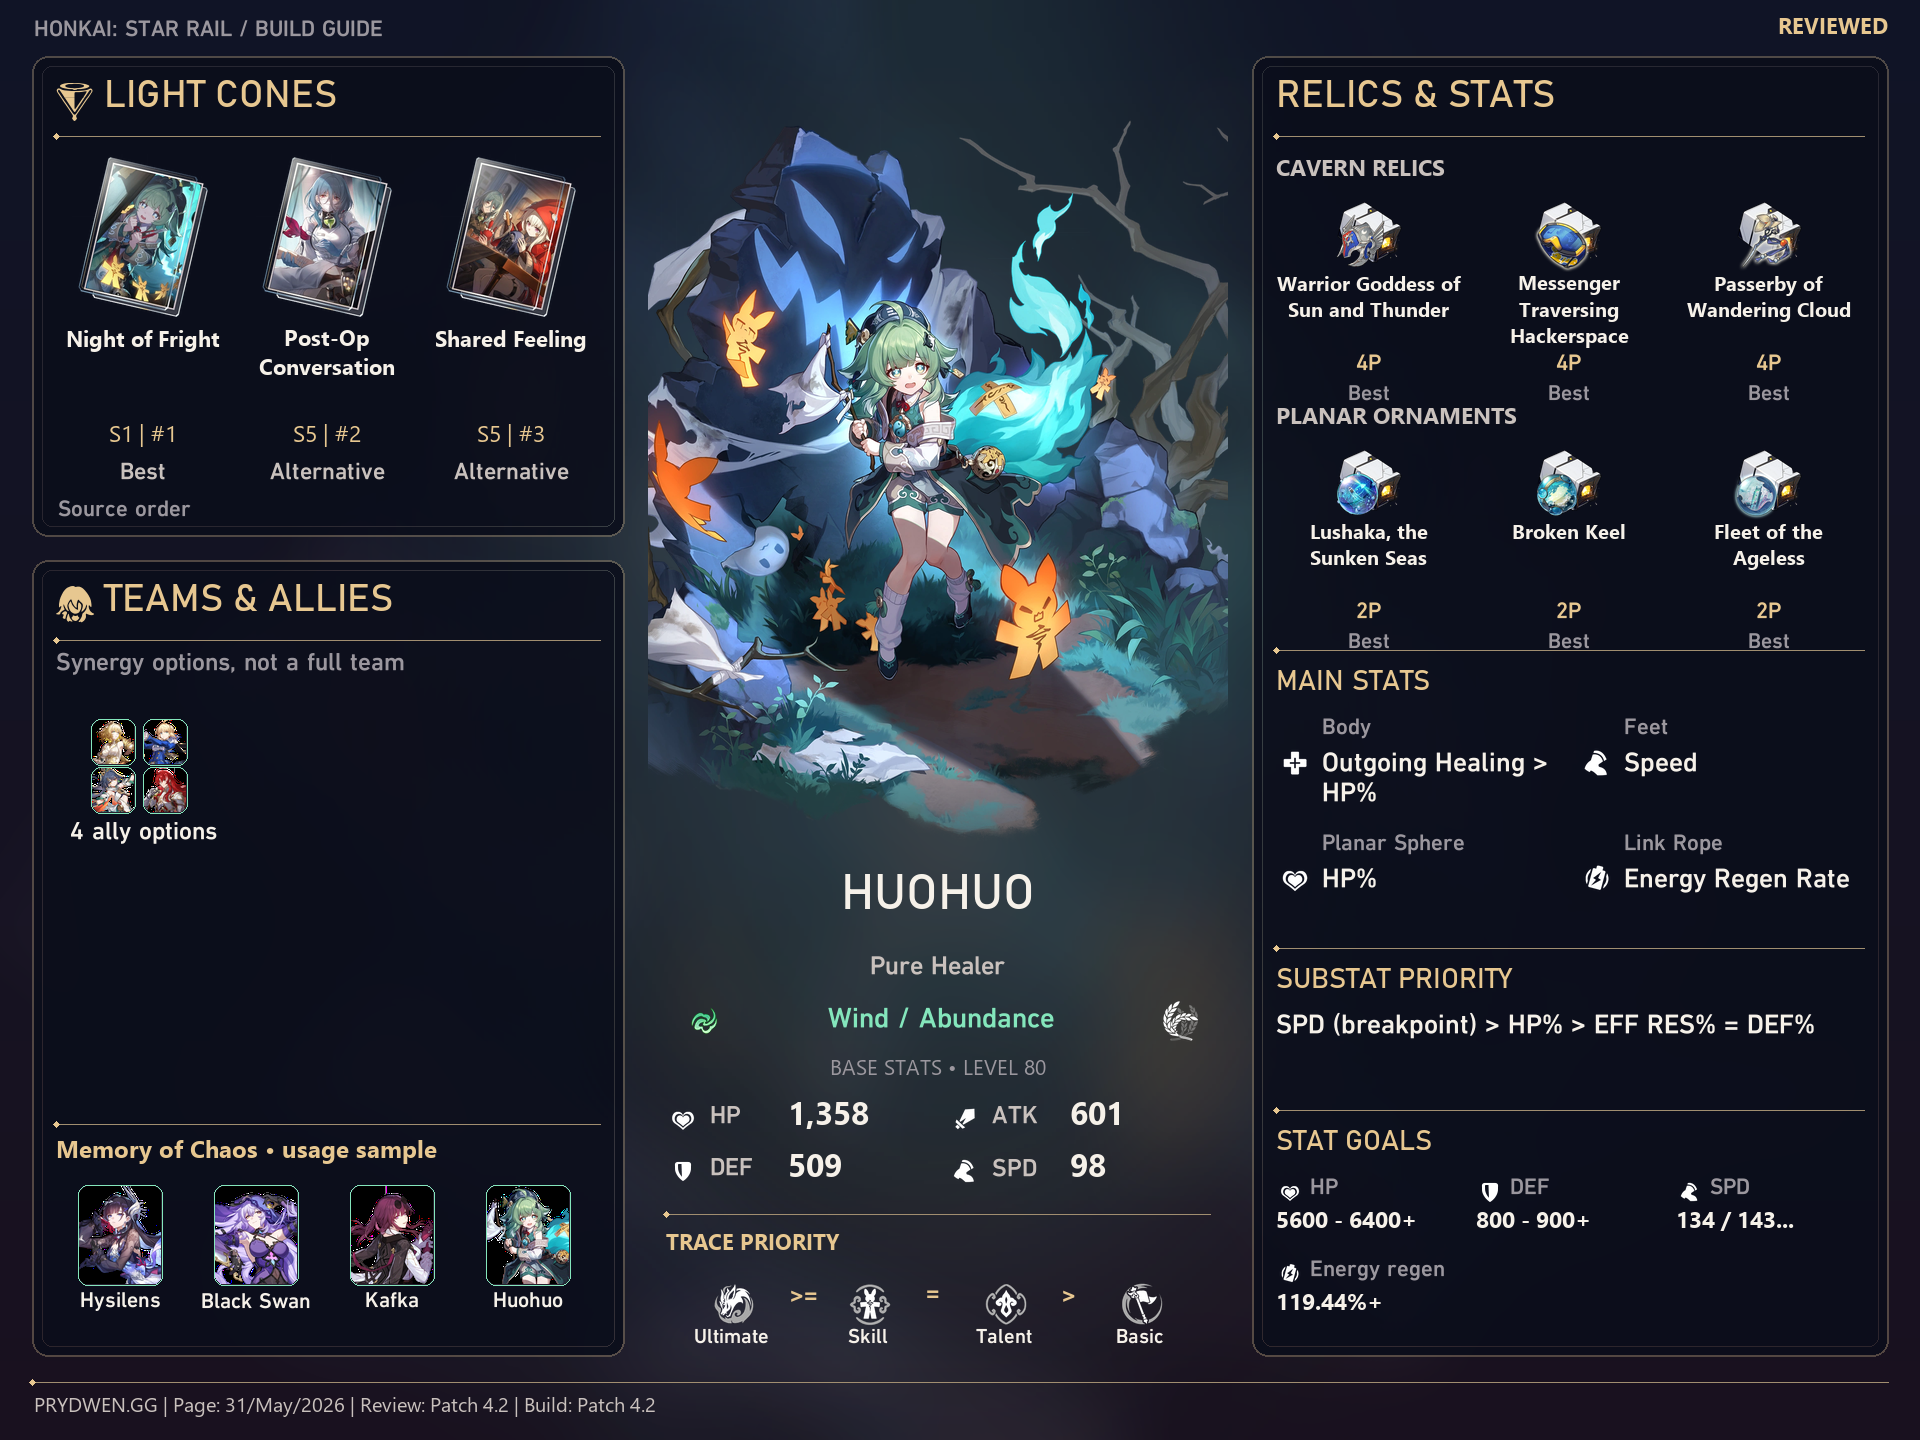 HONKAI: STAR RAIL / BUILD GUIDE
REVIEWED
LIGHT CONES
Night of Fright
Post-Op
Conversation
Shared Feeling
S1 | #1
S5 | #2
S5 | #3
Best
Alternative
Alternative
Source order
TEAMS & ALLIES
Synergy options, not a full team
4 ally options
Memory of Chaos • usage sample
Hysilens
Black Swan
Kafka
Huohuo
HUOHUO
Pure Healer
Wind / Abundance
BASE STATS • LEVEL 80
HP 1,358
ATK 601
DEF 509
SPD 98
TRACE PRIORITY
>= = >
Ultimate
Skill
Talent
Basic
RELICS & STATS
CAVERN RELICS
Warrior Goddess of
Sun and Thunder
Messenger
Traversing
Hackerspace
Passerby of
Wandering Cloud
4P
4P
4P
Best
Best
Best
PLANAR ORNAMENTS
Lushaka, the
Sunken Seas
Broken Keel
Fleet of the
Ageless
2P
2P
2P
Best
Best
Best
MAIN STATS
Body
Outgoing Healing >
HP%
Feet
Speed
Planar Sphere
HP%
Link Rope
Energy Regen Rate
SUBSTAT PRIORITY
SPD (breakpoint) > HP% > EFF RES% = DEF%
STAT GOALS
HP
5600 - 6400+
DEF
800 - 900+
SPD
134 / 143...
Energy regen
119.44%+
PRYDWEN.GG | Page: 31/May/2026 | Review: Patch 4.2 | Build: Patch 4.2